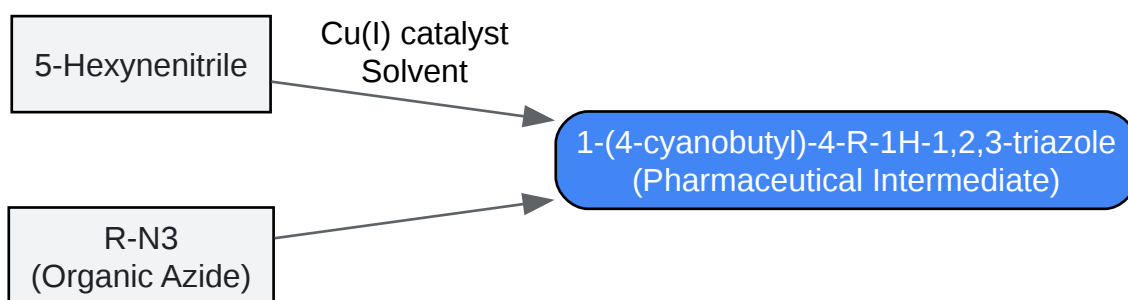 5-Hexynenitrile
Cu(I) catalyst
Solvent
1-(4-cyanobutyl)-4-R-1H-1,2,3-triazole
(Pharmaceutical Intermediate)
R-N3
(Organic Azide)